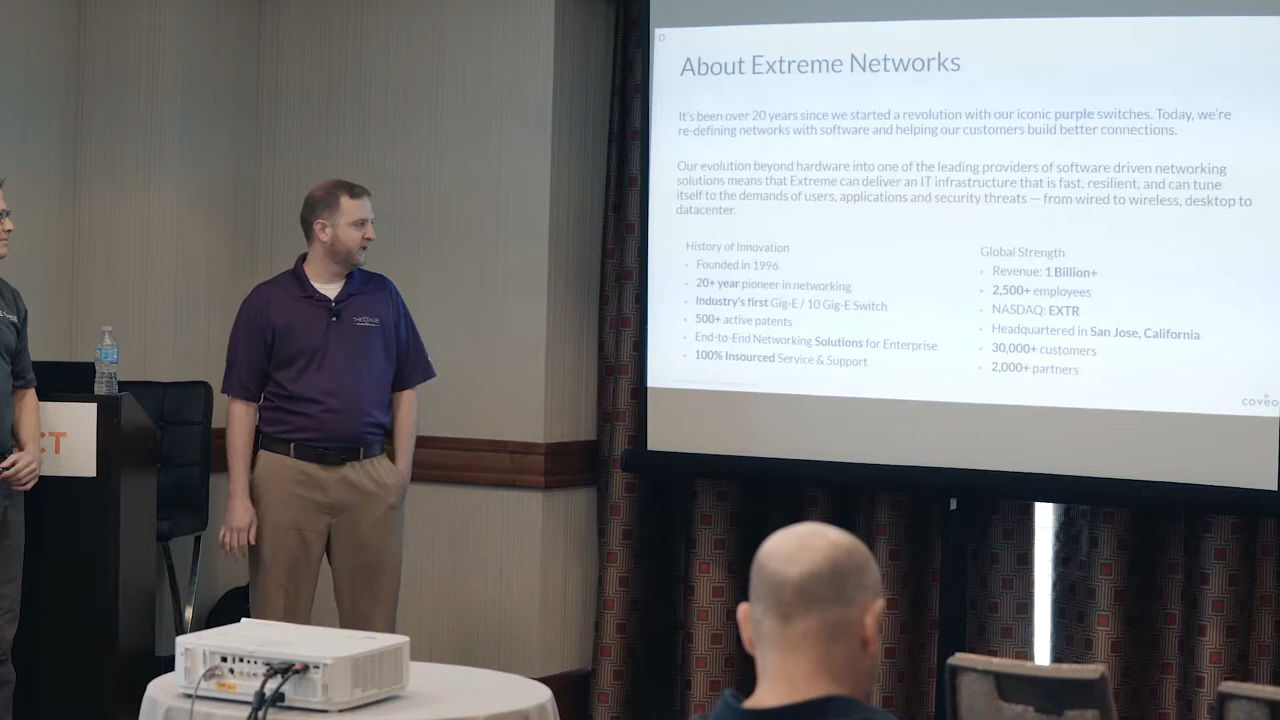 About Extreme Networks
It's been over 20 years since we started a revolution with our iconic purple switches. Today, we're
re-defining networks with software and helping our customers build better connections.
Our evolution beyond hardware into one of the leading providers of software driven networking
solutions means that Extreme can deliver an IT infrastructure that is fast, resilient, and can tune
itself to the demands of users, applications and security threats — from wired to wireless, desktop to
datacenter.
History of Innovation
• Founded in 1996
• 20+ year pioneer in networking
• Industry's first Gig-E / 10 Gig-E Switch
• 500+ active patents
• End-to-End Networking Solutions for Enterprise
• 100% Insourced Service & Support
Global Strength
• Revenue: 1 Billion+
• 2,500+ employees
• NASDAQ: EXTR
• Headquartered in San Jose, California
• 30,000+ customers
• 2,000+ partners
coveo
CT